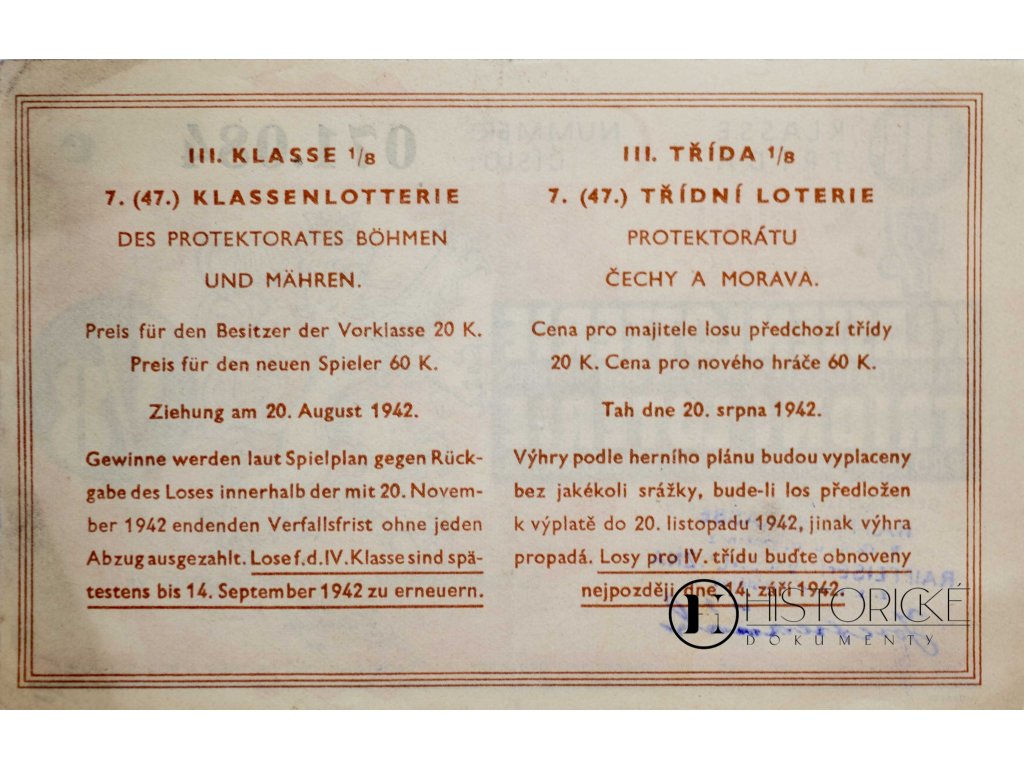 III. KLASSE 1/8
7. (47.) KLASSENLOTTERIE
DES PROTEKTORATES BÖHMEN
UND MÄHREN.
Preis für den Besitzer der Vorklasse 20 K.
Preis für den neuen Spieler 60 K.
Ziehung am 20. August 1942.
Gewinne werden laut Spielplan gegen Rück-
gabe des Loses innerhalb der mit 20. Novem-
ber 1942 endenden Verfallsfrist ohne jeden
Abzug ausgezahlt. Lose f. d. IV. Klasse sind spä-
testens bis 14. September 1942 zu erneuern.
III. TŘÍDA 1/8
7. (47.) TŘÍDNÍ LOTERIE
PROTEKTORÁTU
ČECHY A MORAVA.
Cena pro majitele losu předchozí třídy
20 K. Cena pro nového hráče 60 K.
Tah dne 20. srpna 1942.
Výhry podle herního plánu budou vyplaceny
bez jakékoli srážky, bude-li los předložen
k výplatě do 20. listopadu 1942, jinak výhra
propadá. Losy pro IV. třídu buďte obnoveny
nejpozději dne 14. září 1942.
HISTORICKÉ
DOKUMENTY